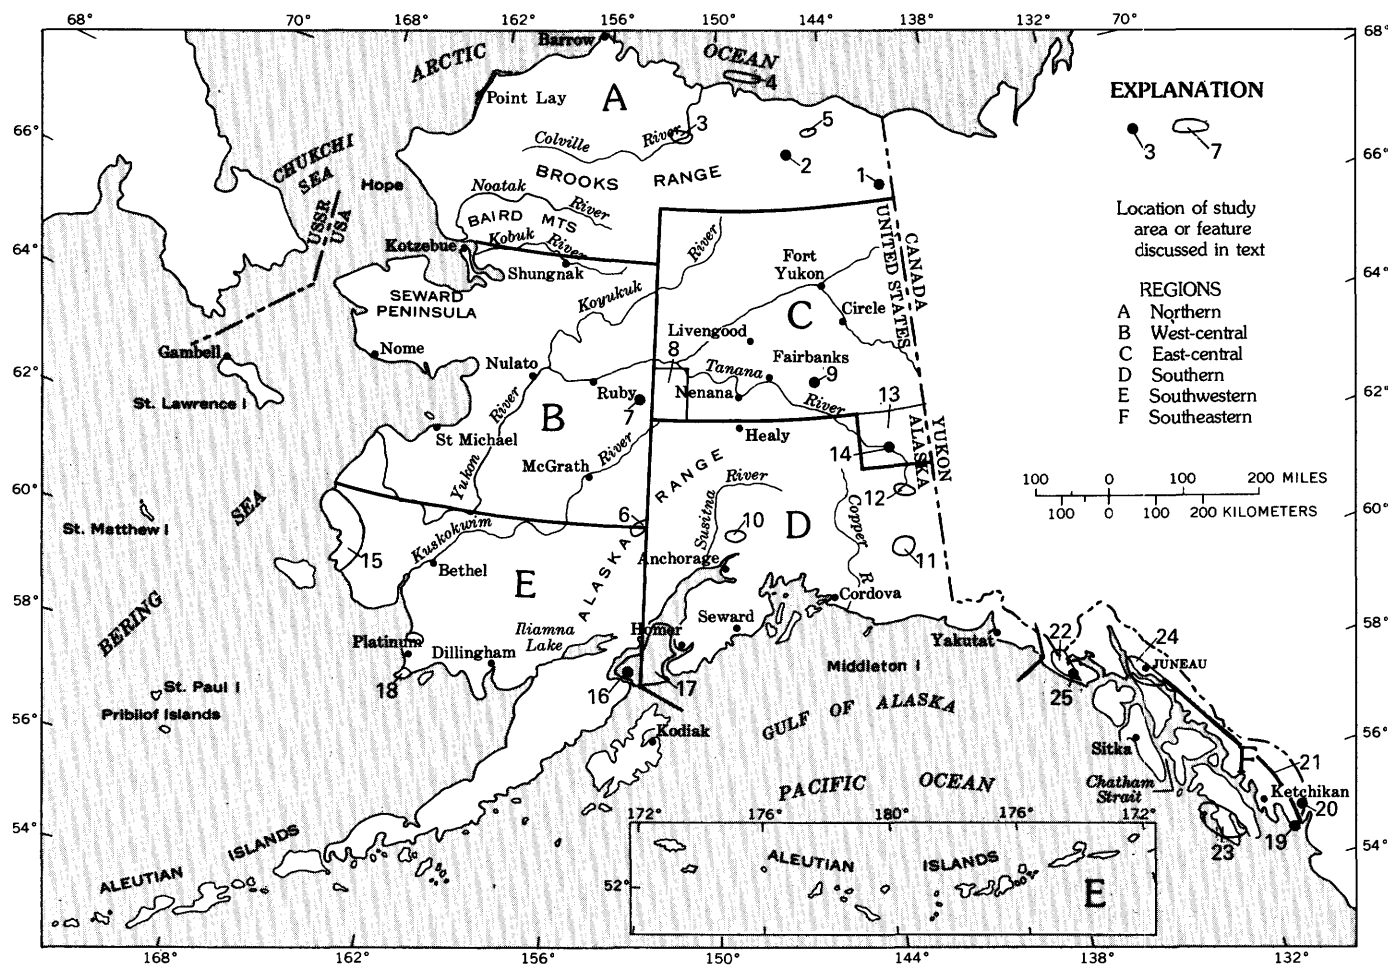 68° 70° 168° 162° 156° 150° 144° 138° 132° 70° 68°
Barrow
ARCTIC
OCEAN
4
EXPLANATION
Point Lay
A
3
5
3
7
66°
Colville River
2
66°
CHUKCHI
SEA
BROOKS RANGE
1
Hope
Noatak
River
Location of study
area or feature
discussed in text
USSR
USA
BAIRD MTS
UNITED STATES
CANADA
64°
Kotzebue
Kobuk
River
River
Shungnak
Fort
Yukon
64°
SEWARD
PENINSULA
Koyukuk
REGIONS
A Northern
B West-central
C East-central
D Southern
E Southwestern
F Southeastern
C
Circle
Livengood
Gambell
Nome
Nulato
8
Fairbanks
9
Tanana
62°
Ruby
Nenana
13
62°
St. Lawrence I
River
B
7
River
St Michael
River
Healy
ALASKA
YUKON
Yukon
McGrath
14
RANGE
River
100 0 100 200 MILES
100 0 100 200 KILOMETERS
60°
12
SEA
St. Matthew I
Kuskokwim
6
Susitna
10
D
Copper
60°
15
11
Bethel
Anchorage
E
ALASKA
R
Cordova
58°
BERING
Seward
58°
Platinum
Iliamna
Lake
Homer
Yakutat
22
24
Dillingham
Middleton I
JUNEAU
18
16
17
25
St. Paul I
Pribilof Islands
GULF OF ALASKA
56°
Kodiak
Sitka
56°
21
PACIFIC OCEAN
Chatham
Strait
Ketchikan
20
172° 176° 180° 176° 172°
54°
23
19
54°
ALEUTIAN ISLANDS
ALEUTIAN ISLANDS
52°
E
168° 162° 156° 150° 144° 138° 132°